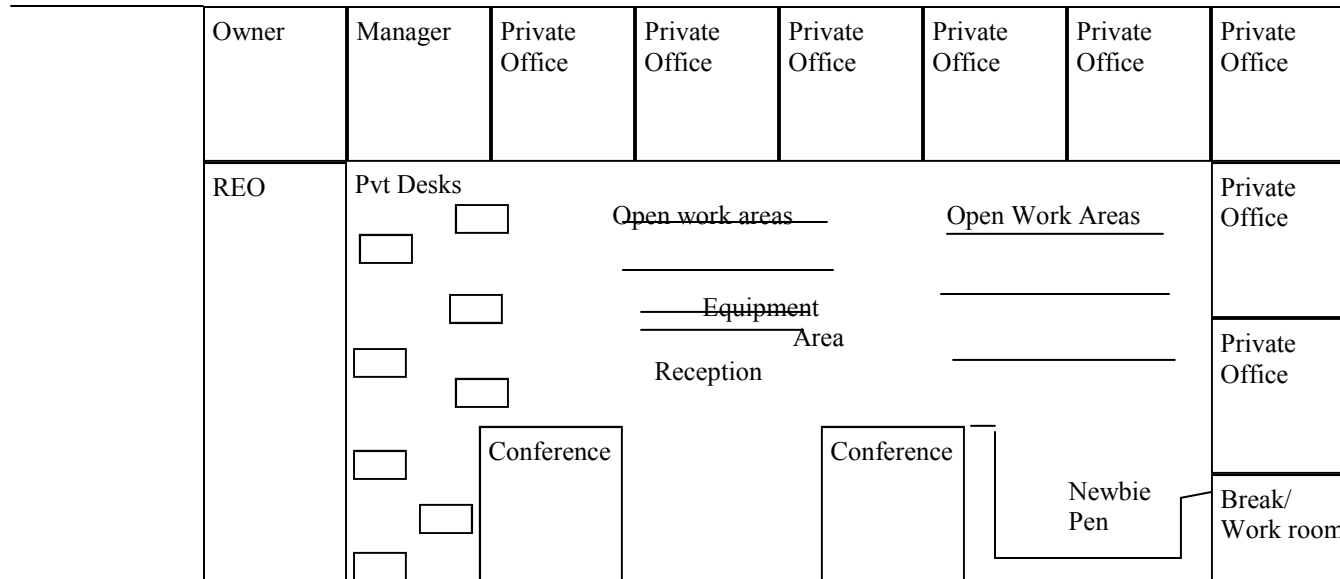 Owner
Manager
Private
Office
Private
Office
Private
Office
Private
Office
Private
Office
Private
Office
REO
Pvt Desks
Open work areas
Open Work Areas
Private
Office
Equipment
Area
Reception
Private
Office
Conference
Conference
Newbie
Pen
Break/
Work room